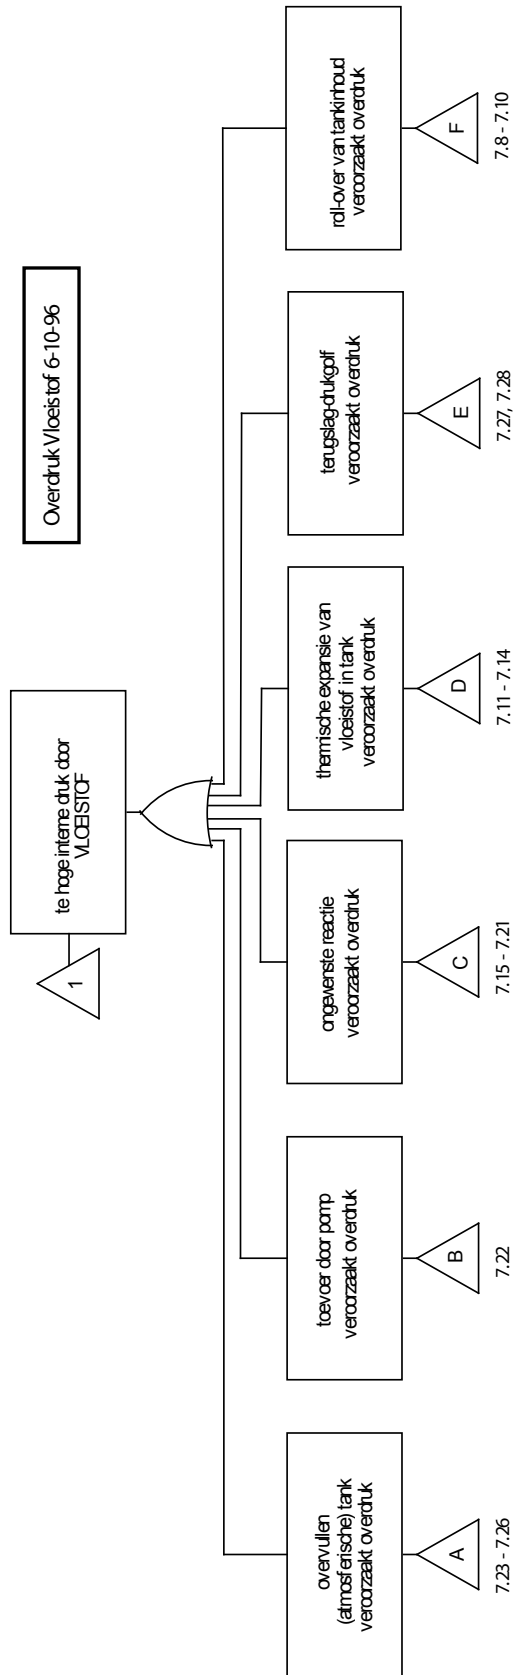 Overdruk Vloeistof 6-10-96
1
te hoge interne druk door
VLOEISTOF
overvullen
(atmosferische) tank
veroorzaakt overdruk
A
7.23 - 7.26
toevoer door pomp
veroorzaakt overdruk
B
7.22
ongewenste reactie
veroorzaakt overdruk
C
7.15 - 7.21
thermische expansie van
vloeistof in tank
veroorzaakt overdruk
D
7.11 - 7.14
terugslag-drukgolf
veroorzaakt overdruk
E
7.27, 7.28
roll-over van tankinhoud
veroorzaakt overdruk
F
7.8 - 7.10